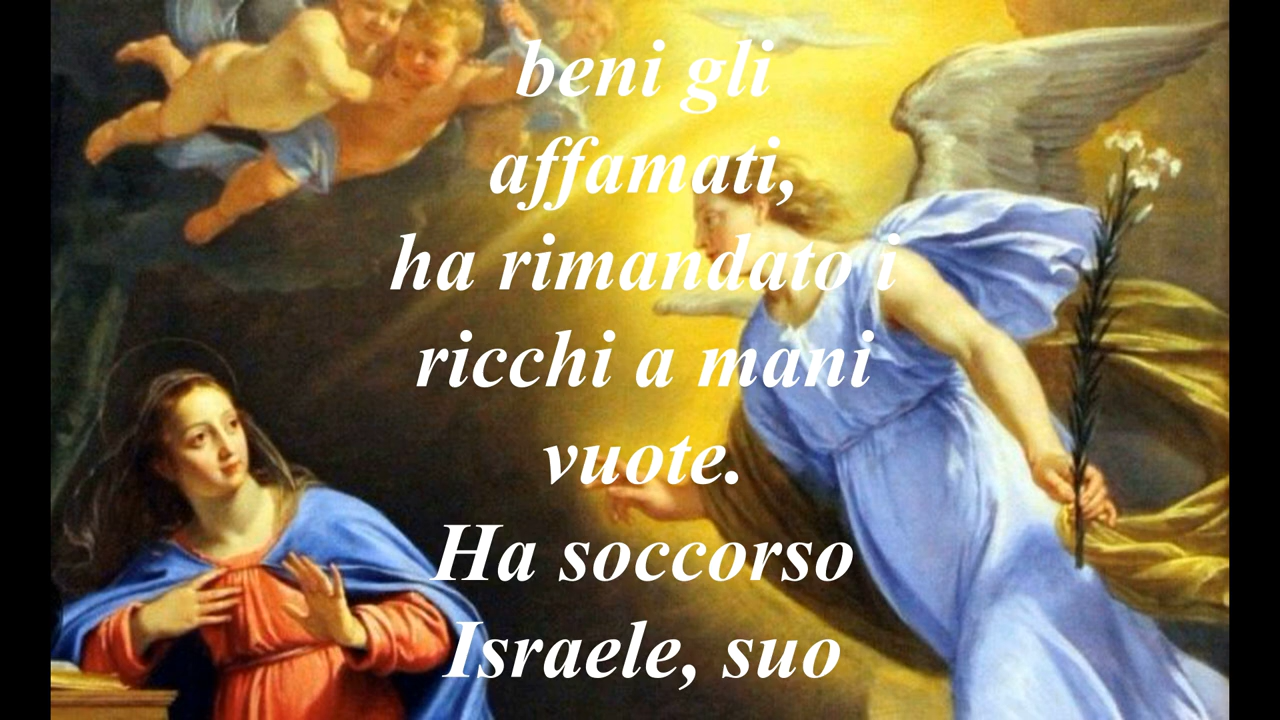 beni gli
affamati,
ha rimandato i
ricchi a mani
vuote.
Ha soccorso
Israele, suo